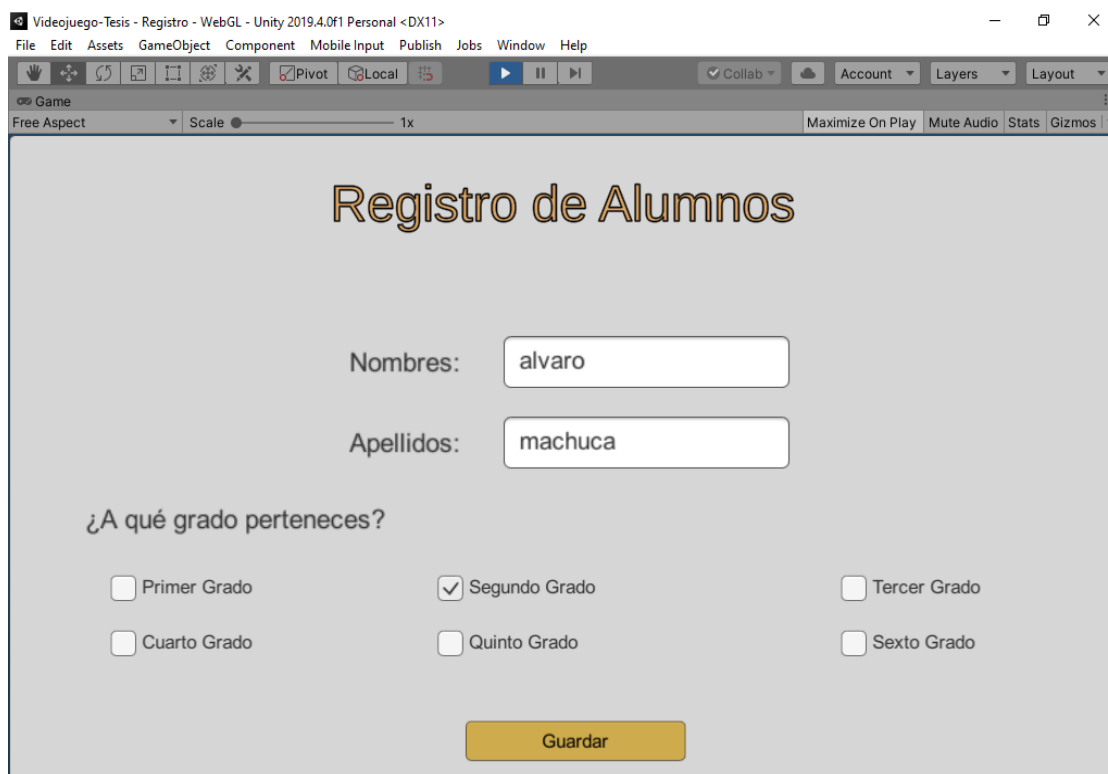 Videojuego-Tesis - Registro - WebGL - Unity 2019.4.0f1 Personal <DX11>
File Edit Assets GameObject Component Mobile Input Publish Jobs Window Help
Pivot Local Collab Account Layers Layout
Game
Free Aspect Scale 1x Maximize On Play Mute Audio Stats Gizmos
Registro de Alumnos
Nombres: alvaro
Apellidos: machuca
¿A qué grado perteneces?
Primer Grado Segundo Grado Tercer Grado
Cuarto Grado Quinto Grado Sexto Grado
Guardar